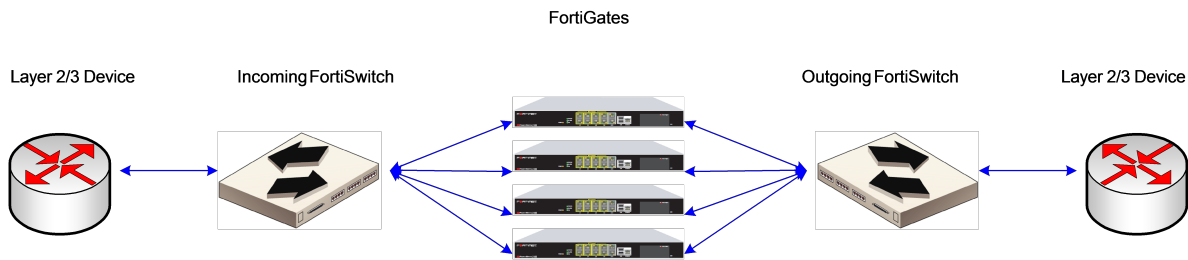 FortiGates
Layer 2/3 Device
Incoming FortiSwitch
Outgoing FortiSwitch
Layer 2/3 Device